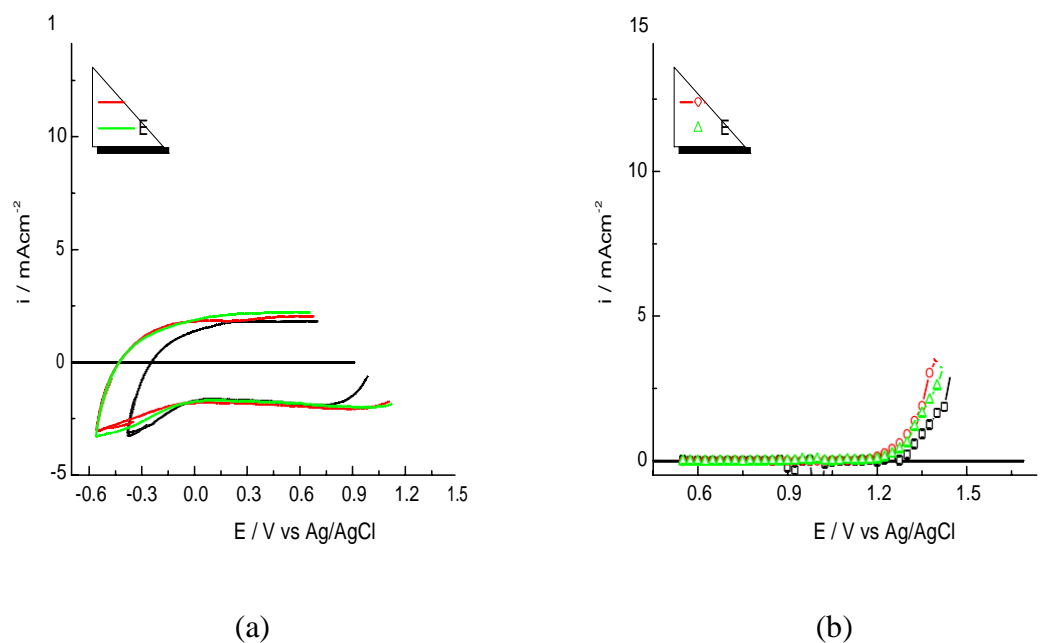 1
10
5
0
-5
i / mAcm⁻²
E
-0.6 -0.3 0.0 0.3 0.6 0.9 1.2 1.5
E / V vs Ag/AgCl
(a)
15
10
5
0
i / mAcm⁻²
E
0.6 0.9 1.2 1.5
E / V vs Ag/AgCl
(b)